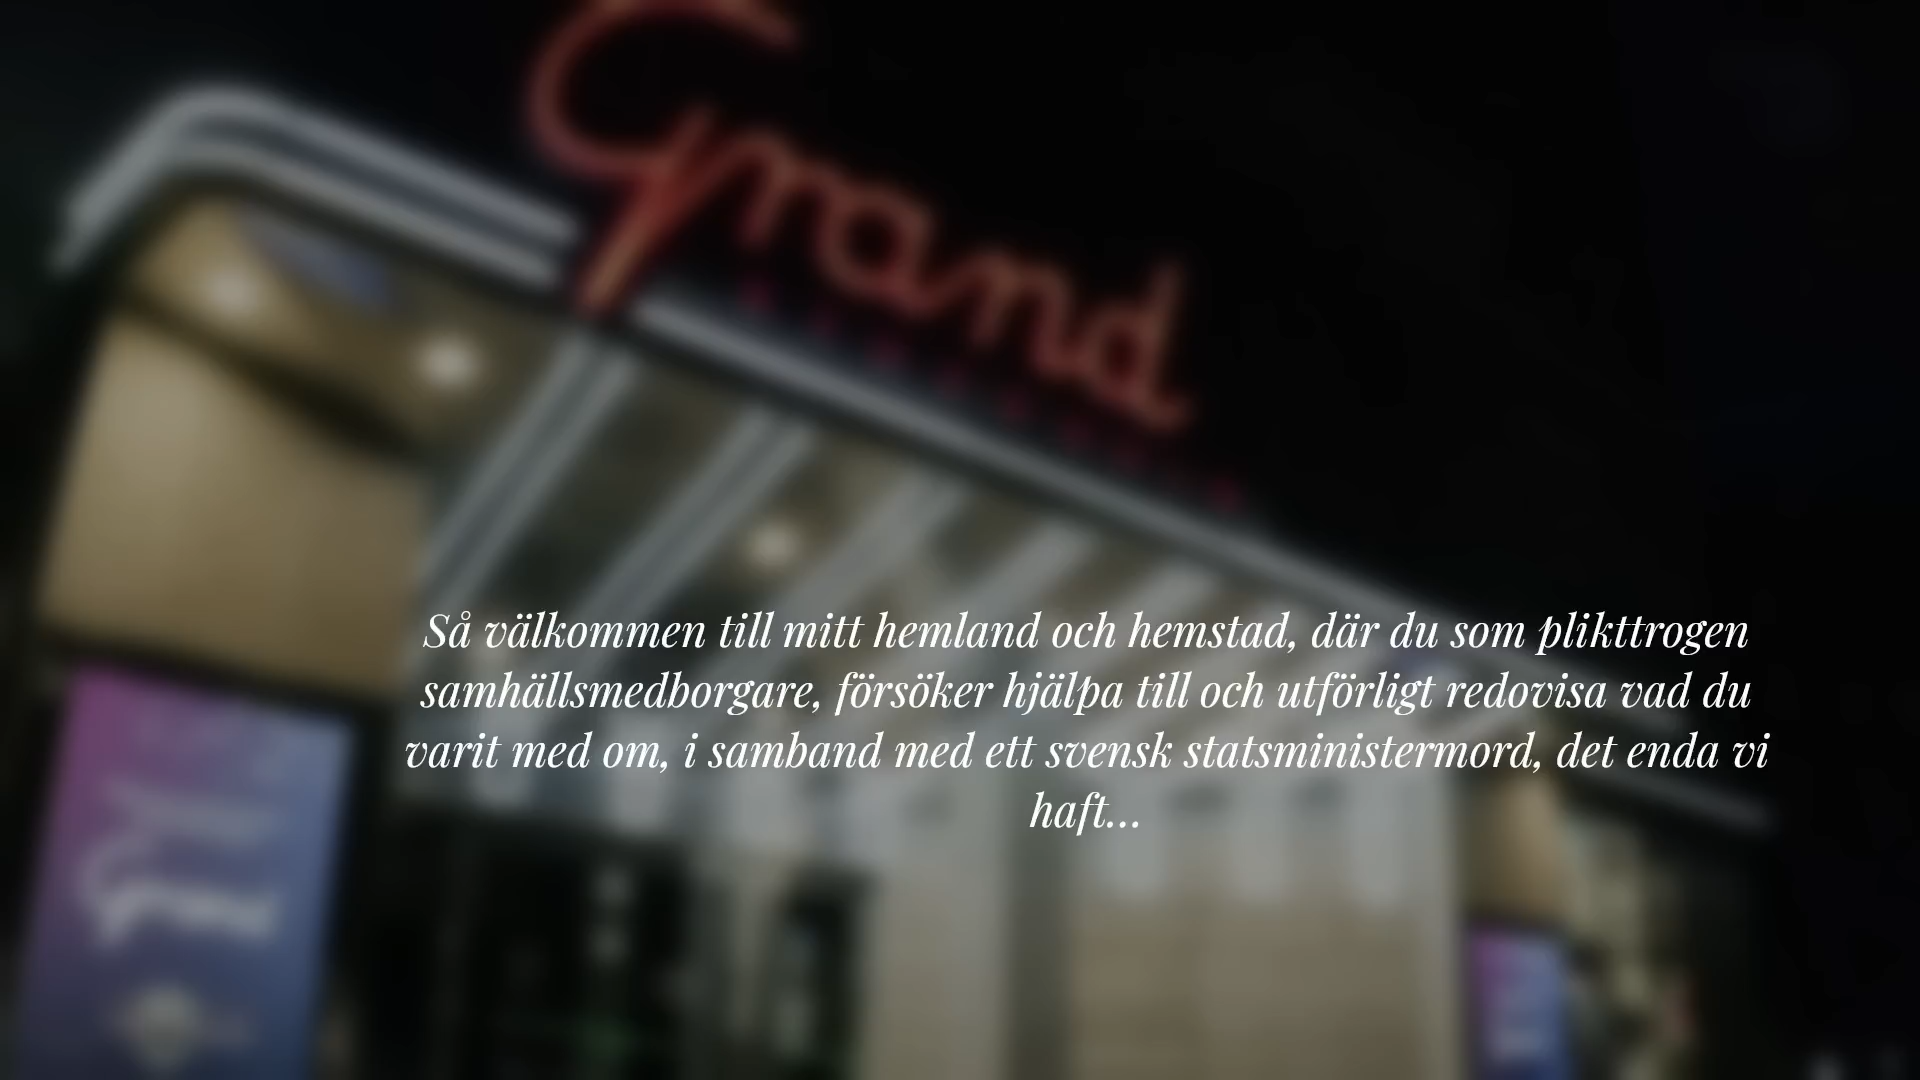 Grand
Så välkommen till mitt hemland och hemstad, där du som plikttrogen
samhällsmedborgare, försöker hjälpa till och utförligt redovisa vad du
varit med om, i samband med ett svensk statsministermord, det enda vi
haft...
Grand